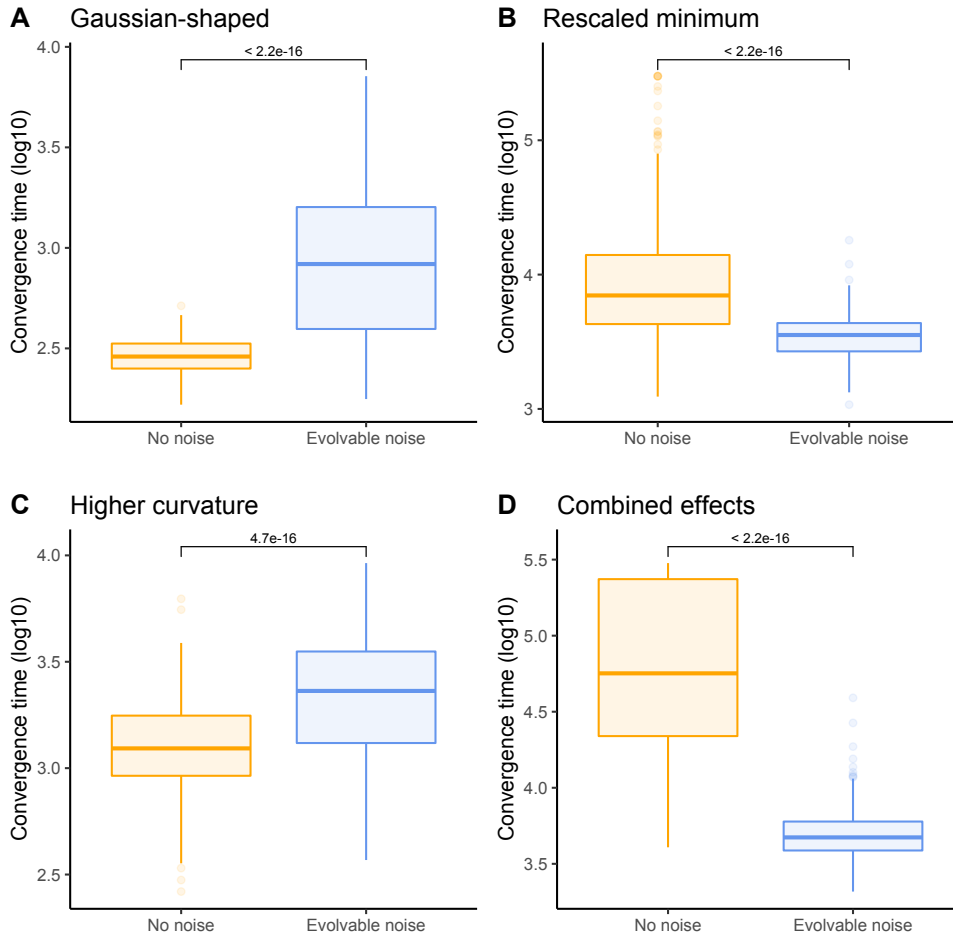 A Gaussian-shaped
Convergence time (log10)
4.0
3.5
3.0
2.5
< 2.2e-16
No noise Evolvable noise
B Rescaled minimum
Convergence time (log10)
5
4
3
< 2.2e-16
No noise Evolvable noise
C Higher curvature
Convergence time (log10)
4.0
3.5
3.0
2.5
4.7e-16
No noise Evolvable noise
D Combined effects
Convergence time (log10)
5.5
5.0
4.5
4.0
3.5
< 2.2e-16
No noise Evolvable noise